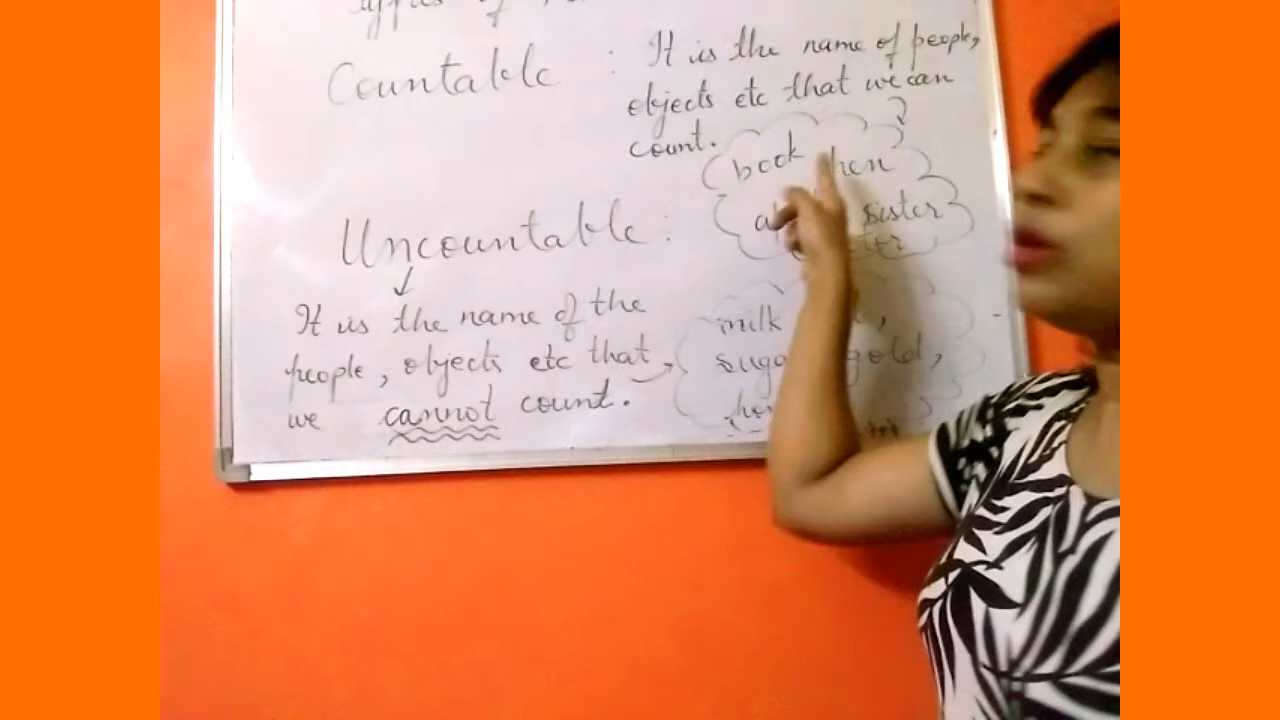 Countable : It is the name of people,
objects etc that we can
count.
book hen
sister
Uncountable :
It is the name of the
people, objects etc that
we cannot count.
milk ,
gold,